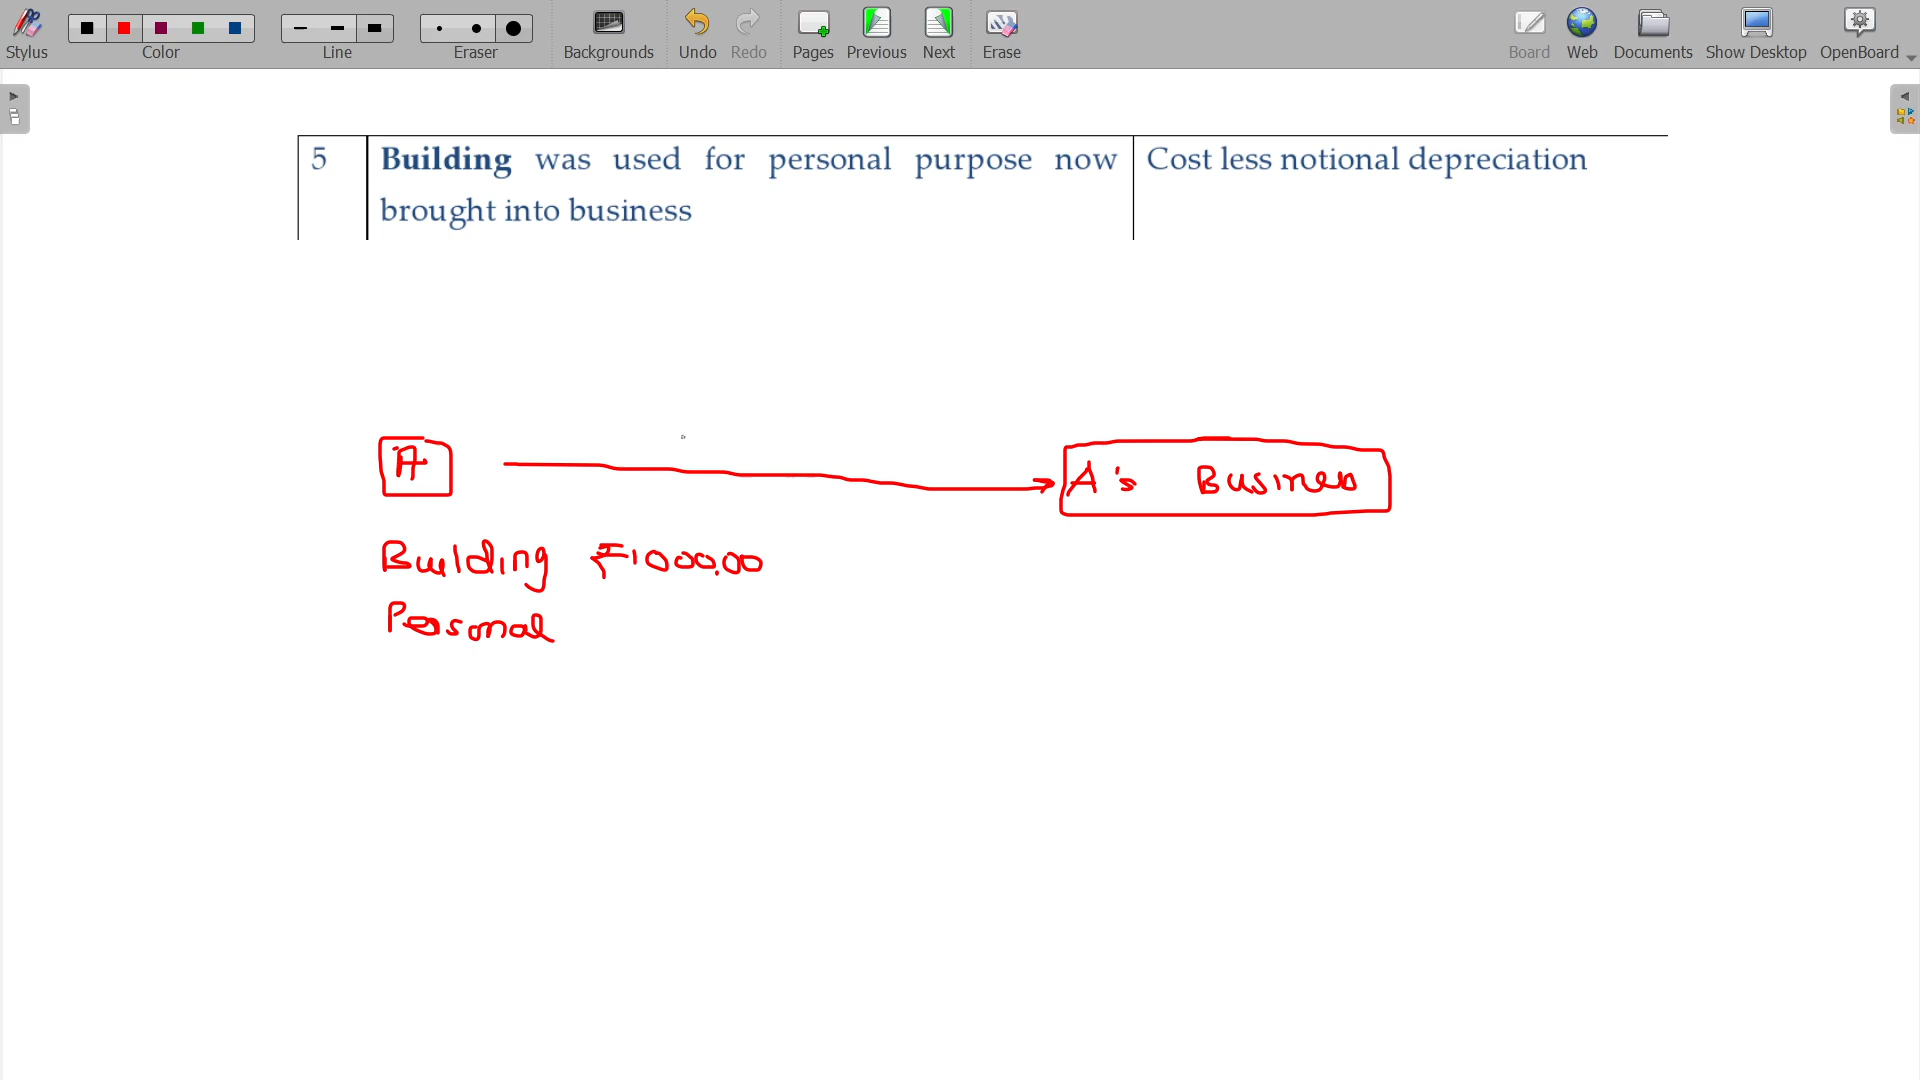 Stylus Color Line Eraser Backgrounds Undo Redo Pages Previous Next Erase Board Web Documents Show Desktop OpenBoard
5 Building was used for personal purpose now Cost less notional depreciation
brought into business
A A's Business
Building ₹1000.00
Personal